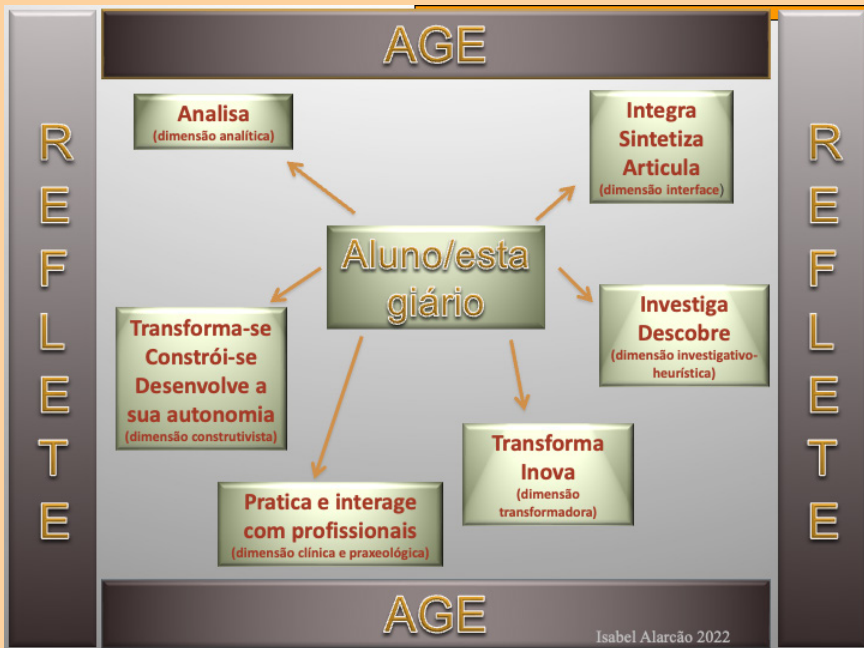 AGE
REFLETE
Analisa
(dimensão analítica)
Integra
Sintetiza
Articula
(dimensão interface)
Aluno/esta
giário
Transforma-se
Constrói-se
Desenvolve a
sua autonomia
(dimensão construtivista)
Investiga
Descobre
(dimensão investigativo-
heurística)
Transforma
Inova
(dimensão
transformadora)
Pratica e interage
com profissionais
(dimensão clínica e praxeológica)
REFLETE
AGE
Isabel Alarcão 2022